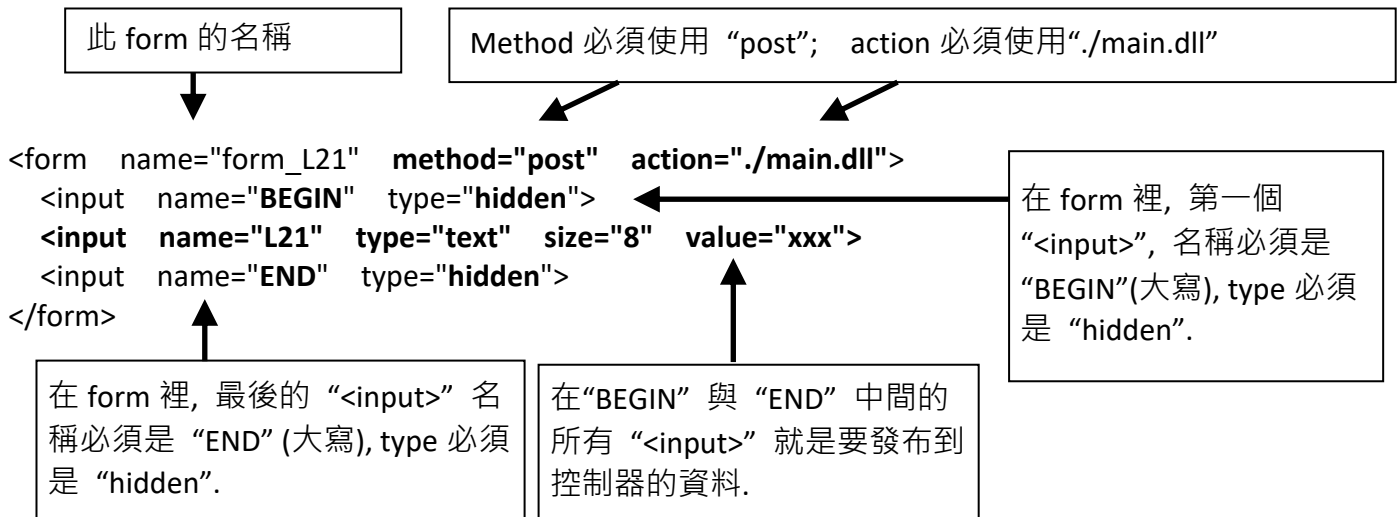 此 form 的名稱
Method 必須使用 “post”; action 必須使用“./main.dll”
<form name="form_L21" method="post" action="./main.dll">
<input name="BEGIN" type="hidden">
<input name="L21" type="text" size="8" value="xxx">
<input name="END" type="hidden">
</form>
在 form 裡, 第一個
“<input>”, 名稱必須是
“BEGIN”(大寫), type 必須
是 “hidden”.
在 form 裡, 最後的 “<input>” 名
稱必須是 “END” (大寫), type 必須
是 “hidden”.
在“BEGIN” 與 “END” 中間的
所有 “<input>” 就是要發布到
控制器的資料.